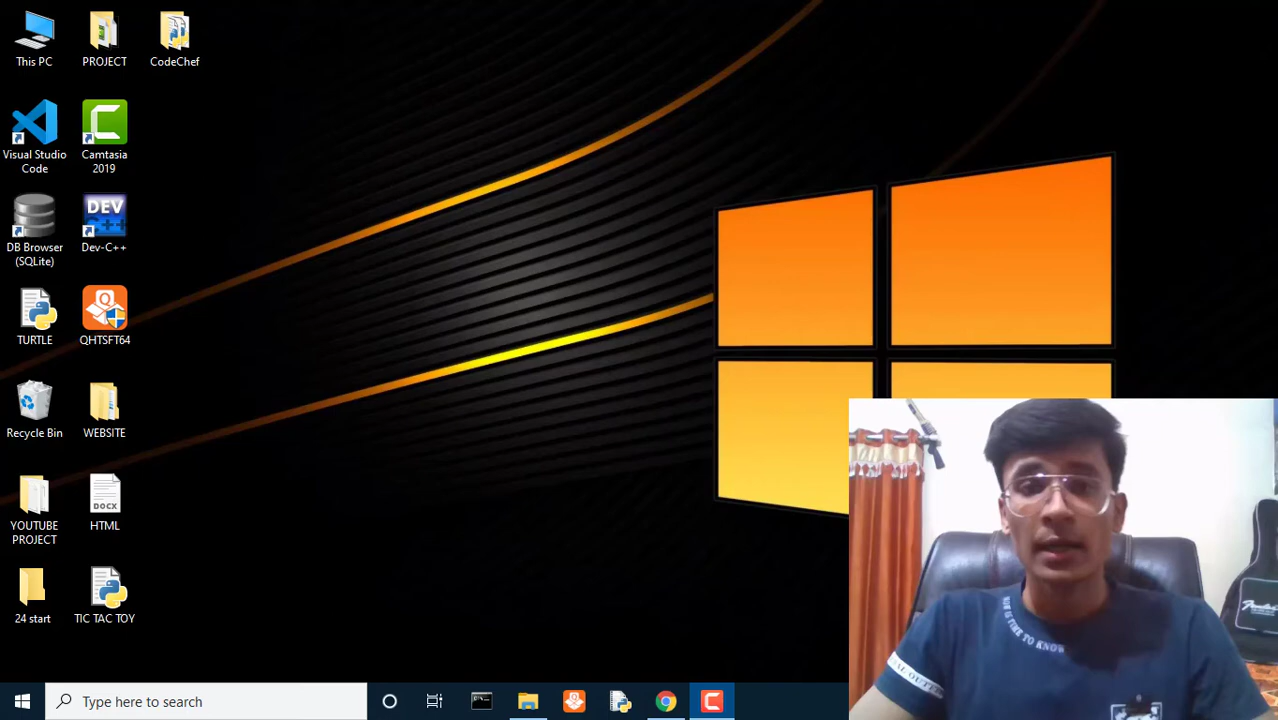 This PC
PROJECT
CodeChef
Visual Studio
Code
Camtasia
2019
DB Browser
(SQLite)
DEV
Dev-C++
TURTLE
QHTSFT64
Recycle Bin
WEBSITE
YOUTUBE
PROJECT
DOCX
HTML
24 start
TIC TAC TOY
Type here to search
Fender